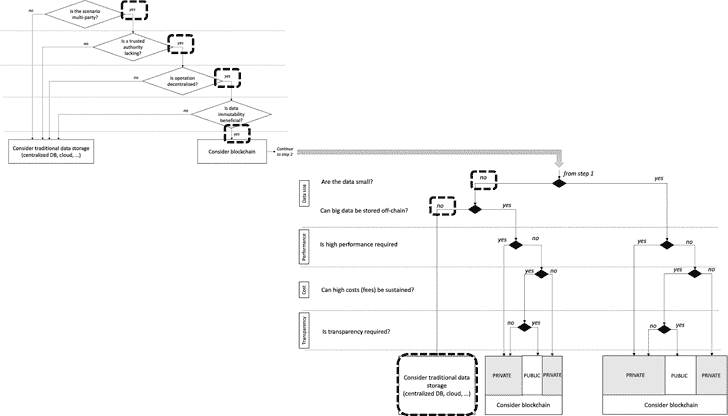 Is the scenario
multi-party?
no
yes
Is a trusted
authority
lacking?
no
yes
Is operation
decentralized?
no
yes
Is data
immutability
beneficial?
no
yes
Consider traditional data storage
(centralized DB, cloud, ...)
Consider blockchain
Continue
to step 2
from step 1
Data size
Are the data small?
no
yes
Can big data be stored off-chain?
no
yes
Performance
Is high performance required
yes
no
yes
no
Cost
Can high costs (fees) be sustained?
yes
no
yes
no
Transparency
Is transparency required?
no
yes
no
yes
Consider traditional data
storage
(centralized DB, cloud, ...)
PRIVATE
PUBLIC
PRIVATE
Consider blockchain
PRIVATE
PUBLIC
PRIVATE
Consider blockchain